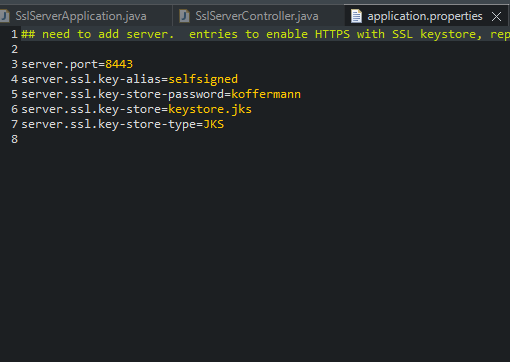 SslServerApplication.java SslServerController.java application.properties
1 ## need to add server.  entries to enable HTTPS with SSL keystore, rep
2
3 server.port=8443
4 server.ssl.key-alias=selfsigned
5 server.ssl.key-store-password=koffermann
6 server.ssl.key-store=keystore.jks
7 server.ssl.key-store-type=JKS
8